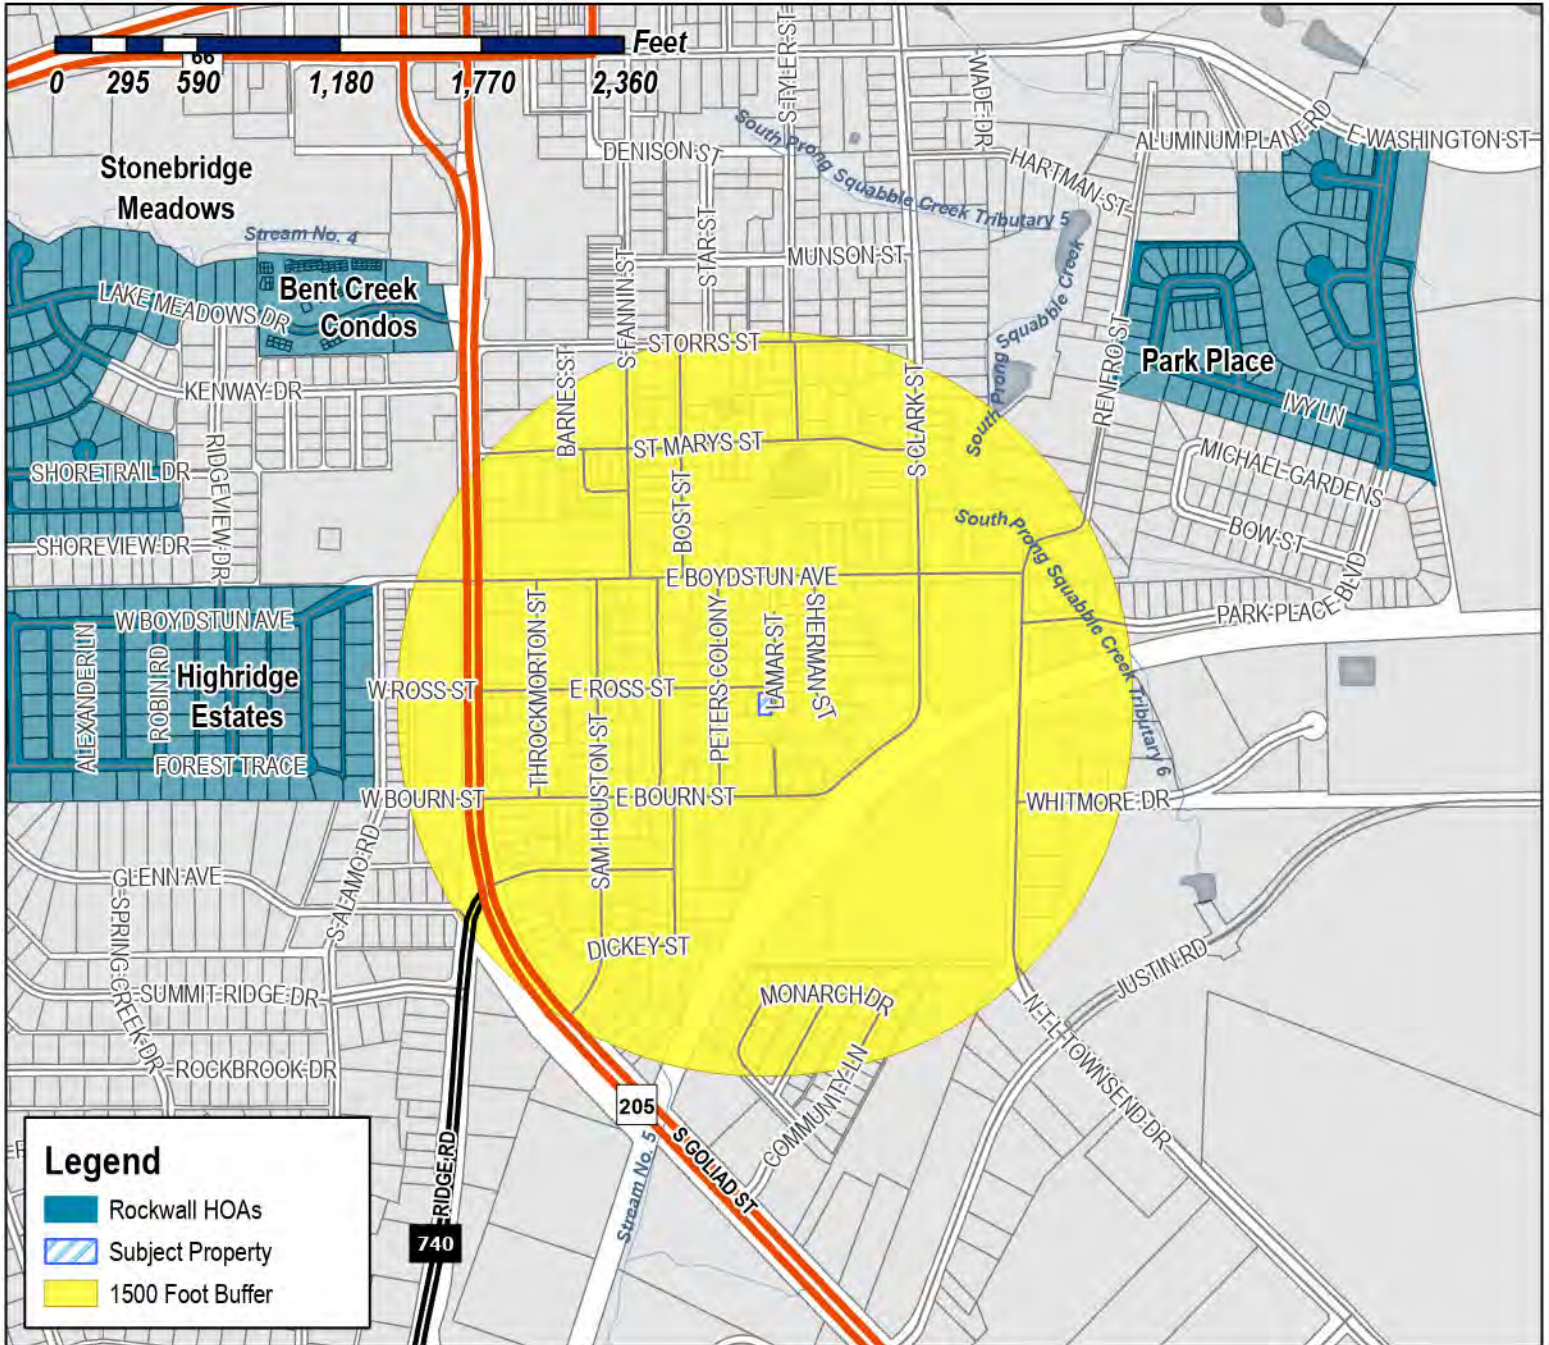 Feet
66
0 295 590 1,180 1,770 2,360
S TYLER ST
WADE DR
ALUMINUM PLANT RD
E WASHINGTON ST
South Prong Squabble Creek Tributary 5
DENISON ST
HARTMAN ST
Stonebridge
Meadows
Stream No. 4
STAR ST
MUNSON ST
S FANNIN ST
South Prong Squabble Creek
Bent Creek
Condos
LAKE MEADOWS DR
STORRS ST
BARNES ST
S CLARK ST
RENFRO ST
Park Place
IVY LN
KENWAY DR
ST MARYS ST
MICHAEL GARDENS
SHORETRAIL DR
RIDGEVIEW DR
BOST ST
BOW ST
South Prong Squabble Creek Tributary 6
SHOREVIEW DR
E BOYDSTUN AVE
PARK PLACE BLVD
W BOYDSTUN AVE
ALEXANDER LN
ROBIN RD
Highridge
Estates
FOREST TRACE
THROCKMORTON ST
PETERS COLONY
LAMAR ST
SHERMAN ST
W ROSS ST
E ROSS ST
SAM HOUSTON ST
W BOURN ST
E BOURN ST
WHITMORE DR
GLENN AVE
S ALAMO RD
SPRING CREEK DR
DICKEY ST
JUSTIN RD
SUMMIT RIDGE DR
MONARCH DR
N T L TOWNSEND DR
ROCKBROOK DR
COMMUNITY LN
205
S GOLIAD ST
Stream No. 5
RIDGE RD
740
Legend
Rockwall HOAs
Subject Property
1500 Foot Buffer